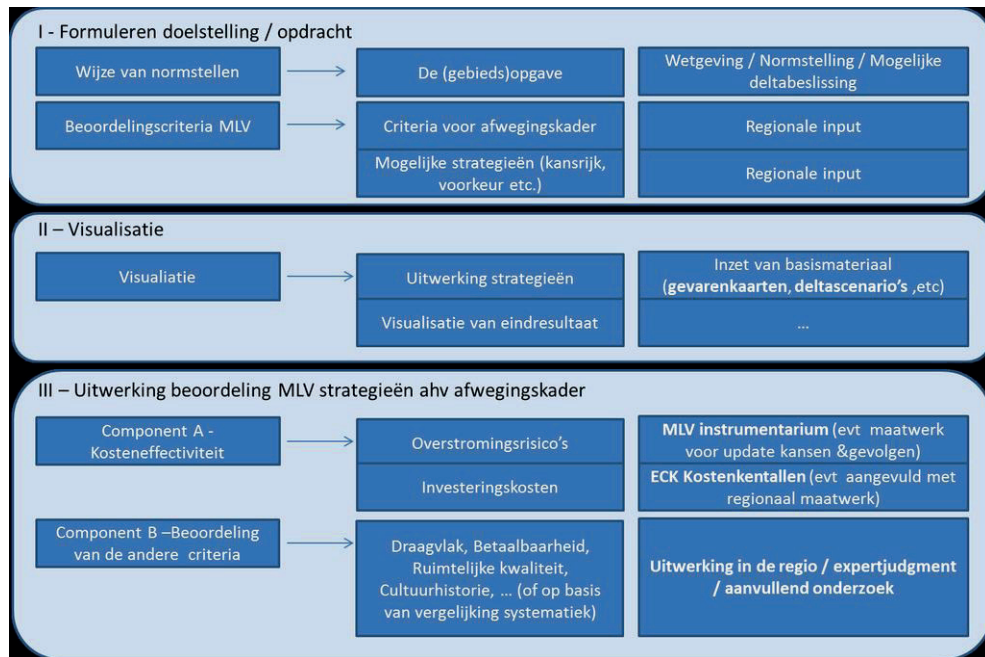 I - Formuleren doelstelling / opdracht
Wijze van normstellen
De (gebieds)opgave
Wetgeving / Normstelling / Mogelijke
deltabeslissing
Beoordelingscriteria MLV
Criteria voor afwegingskader
Regionale input
Mogelijke strategieën (kansrijk,
voorkeur etc.)
Regionale input
II – Visualisatie
Visualiatie
Uitwerking strategieën
Inzet van basismateriaal
(gevarenkaarten, deltascenario's ,etc)
Visualisatie van eindresultaat
...
III – Uitwerking beoordeling MLV strategieën ahv afwegingskader
Component A -
Kosteneffectiviteit
Overstromingsrisico's
MLV instrumentarium (evt maatwerk
voor update kansen &gevolgen)
Investeringskosten
ECK Kostenkentallen (evt aangevuld met
regionaal maatwerk)
Component B –Beoordeling
van de andere criteria
Draagvlak, Betaalbaarheid,
Ruimtelijke kwaliteit,
Cultuurhistorie, ... (of op basis
van vergelijking systematiek)
Uitwerking in de regio / expertjudgment
/ aanvullend onderzoek